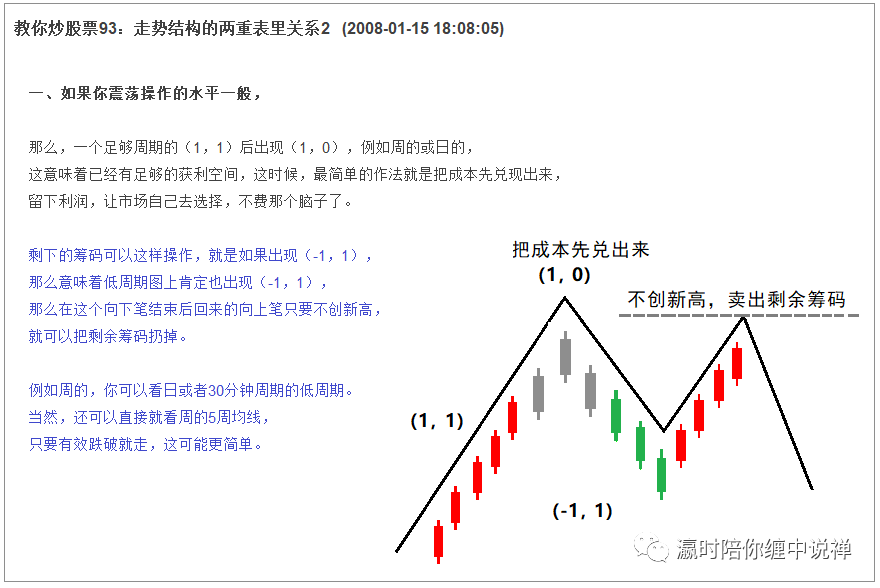 教你炒股票93：走势结构的两重表里关系2 (2008-01-15 18:08:05)
一、如果你震荡操作的水平一般，
那么，一个足够周期的（1，1）后出现（1，0），例如周的或日的，
这意味着已经有足够的获利空间，这时候，最简单的作法就是把成本先兑现出来，
留下利润，让市场自己去选择，不费那个脑子了。
剩下的筹码可以这样操作，就是如果出现（-1，1），
那么意味着低周期图上肯定也出现（-1，1），
那么在这个向下笔结束后回来的向上笔只要不创新高，
就可以把剩余筹码扔掉。
例如周的，你可以看日或者30分钟周期的低周期。
当然，还可以直接就看周的5周均线，
只要有效跌破就走，这可能更简单。
把成本先兑出来
(1, 0)
不创新高，卖出剩余筹码
(1, 1)
(-1, 1)
瀛时陪你缠中说禅